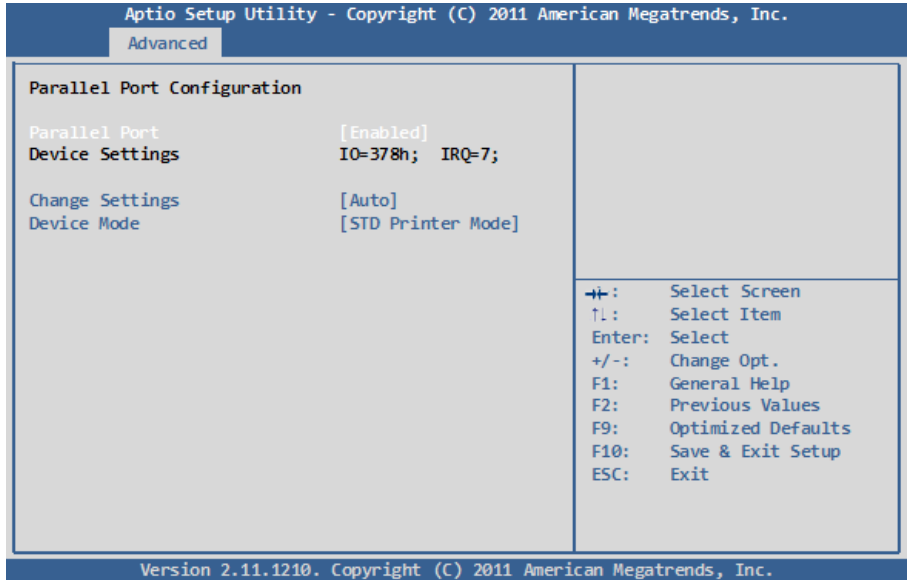 Aptio Setup Utility - Copyright (C) 2011 American Megatrends, Inc.
Advanced
Parallel Port Configuration
Parallel Port [Enabled]
Device Settings IO=378h; IRQ=7;
Change Settings [Auto]
Device Mode [STD Printer Mode]
→←: Select Screen
↑↓: Select Item
Enter: Select
+/-: Change Opt.
F1: General Help
F2: Previous Values
F9: Optimized Defaults
F10: Save & Exit Setup
ESC: Exit
Version 2.11.1210. Copyright (C) 2011 American Megatrends, Inc.